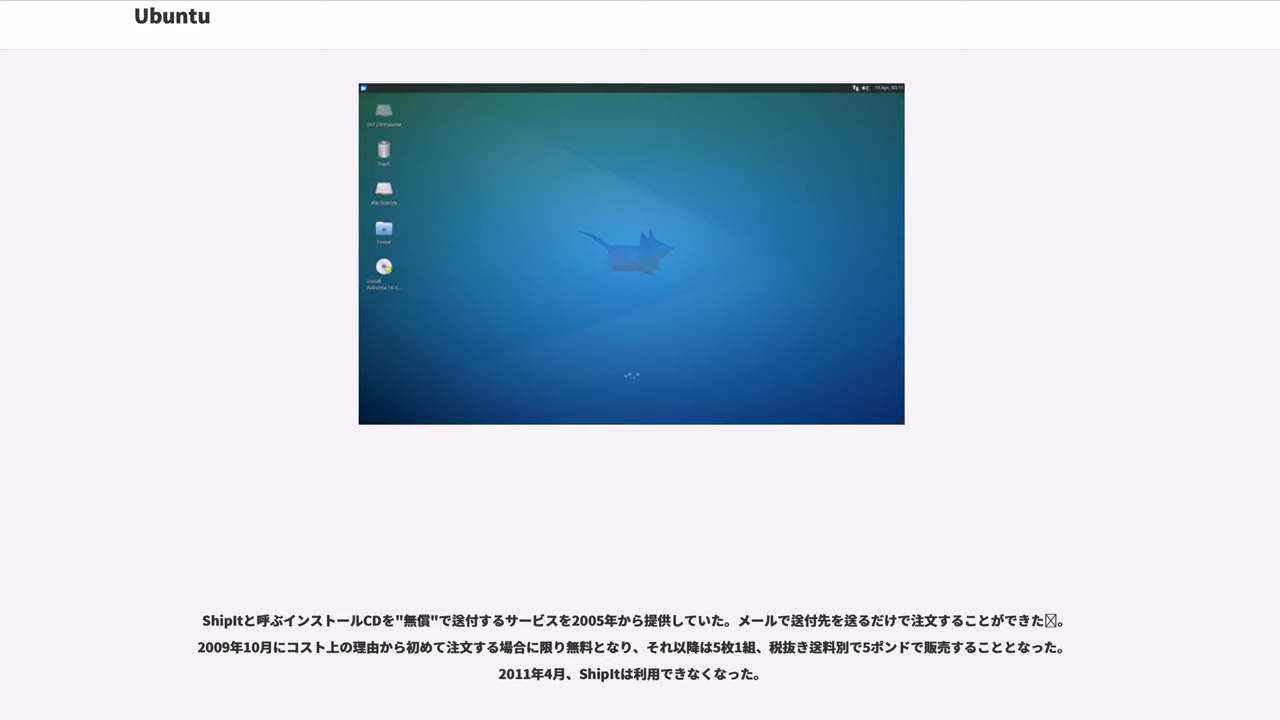 Ubuntu
Home
Install
ShipItと呼ぶインストールCDを"無償"で送付するサービスを2005年から提供していた。メールで送付先を送るだけで注文することができた。
2009年10月にコスト上の理由から初めて注文する場合に限り無料となり、それ以降は5枚1組、税抜き送料別で5ポンドで販売することとなった。
2011年4月、ShipItは利用できなくなった。